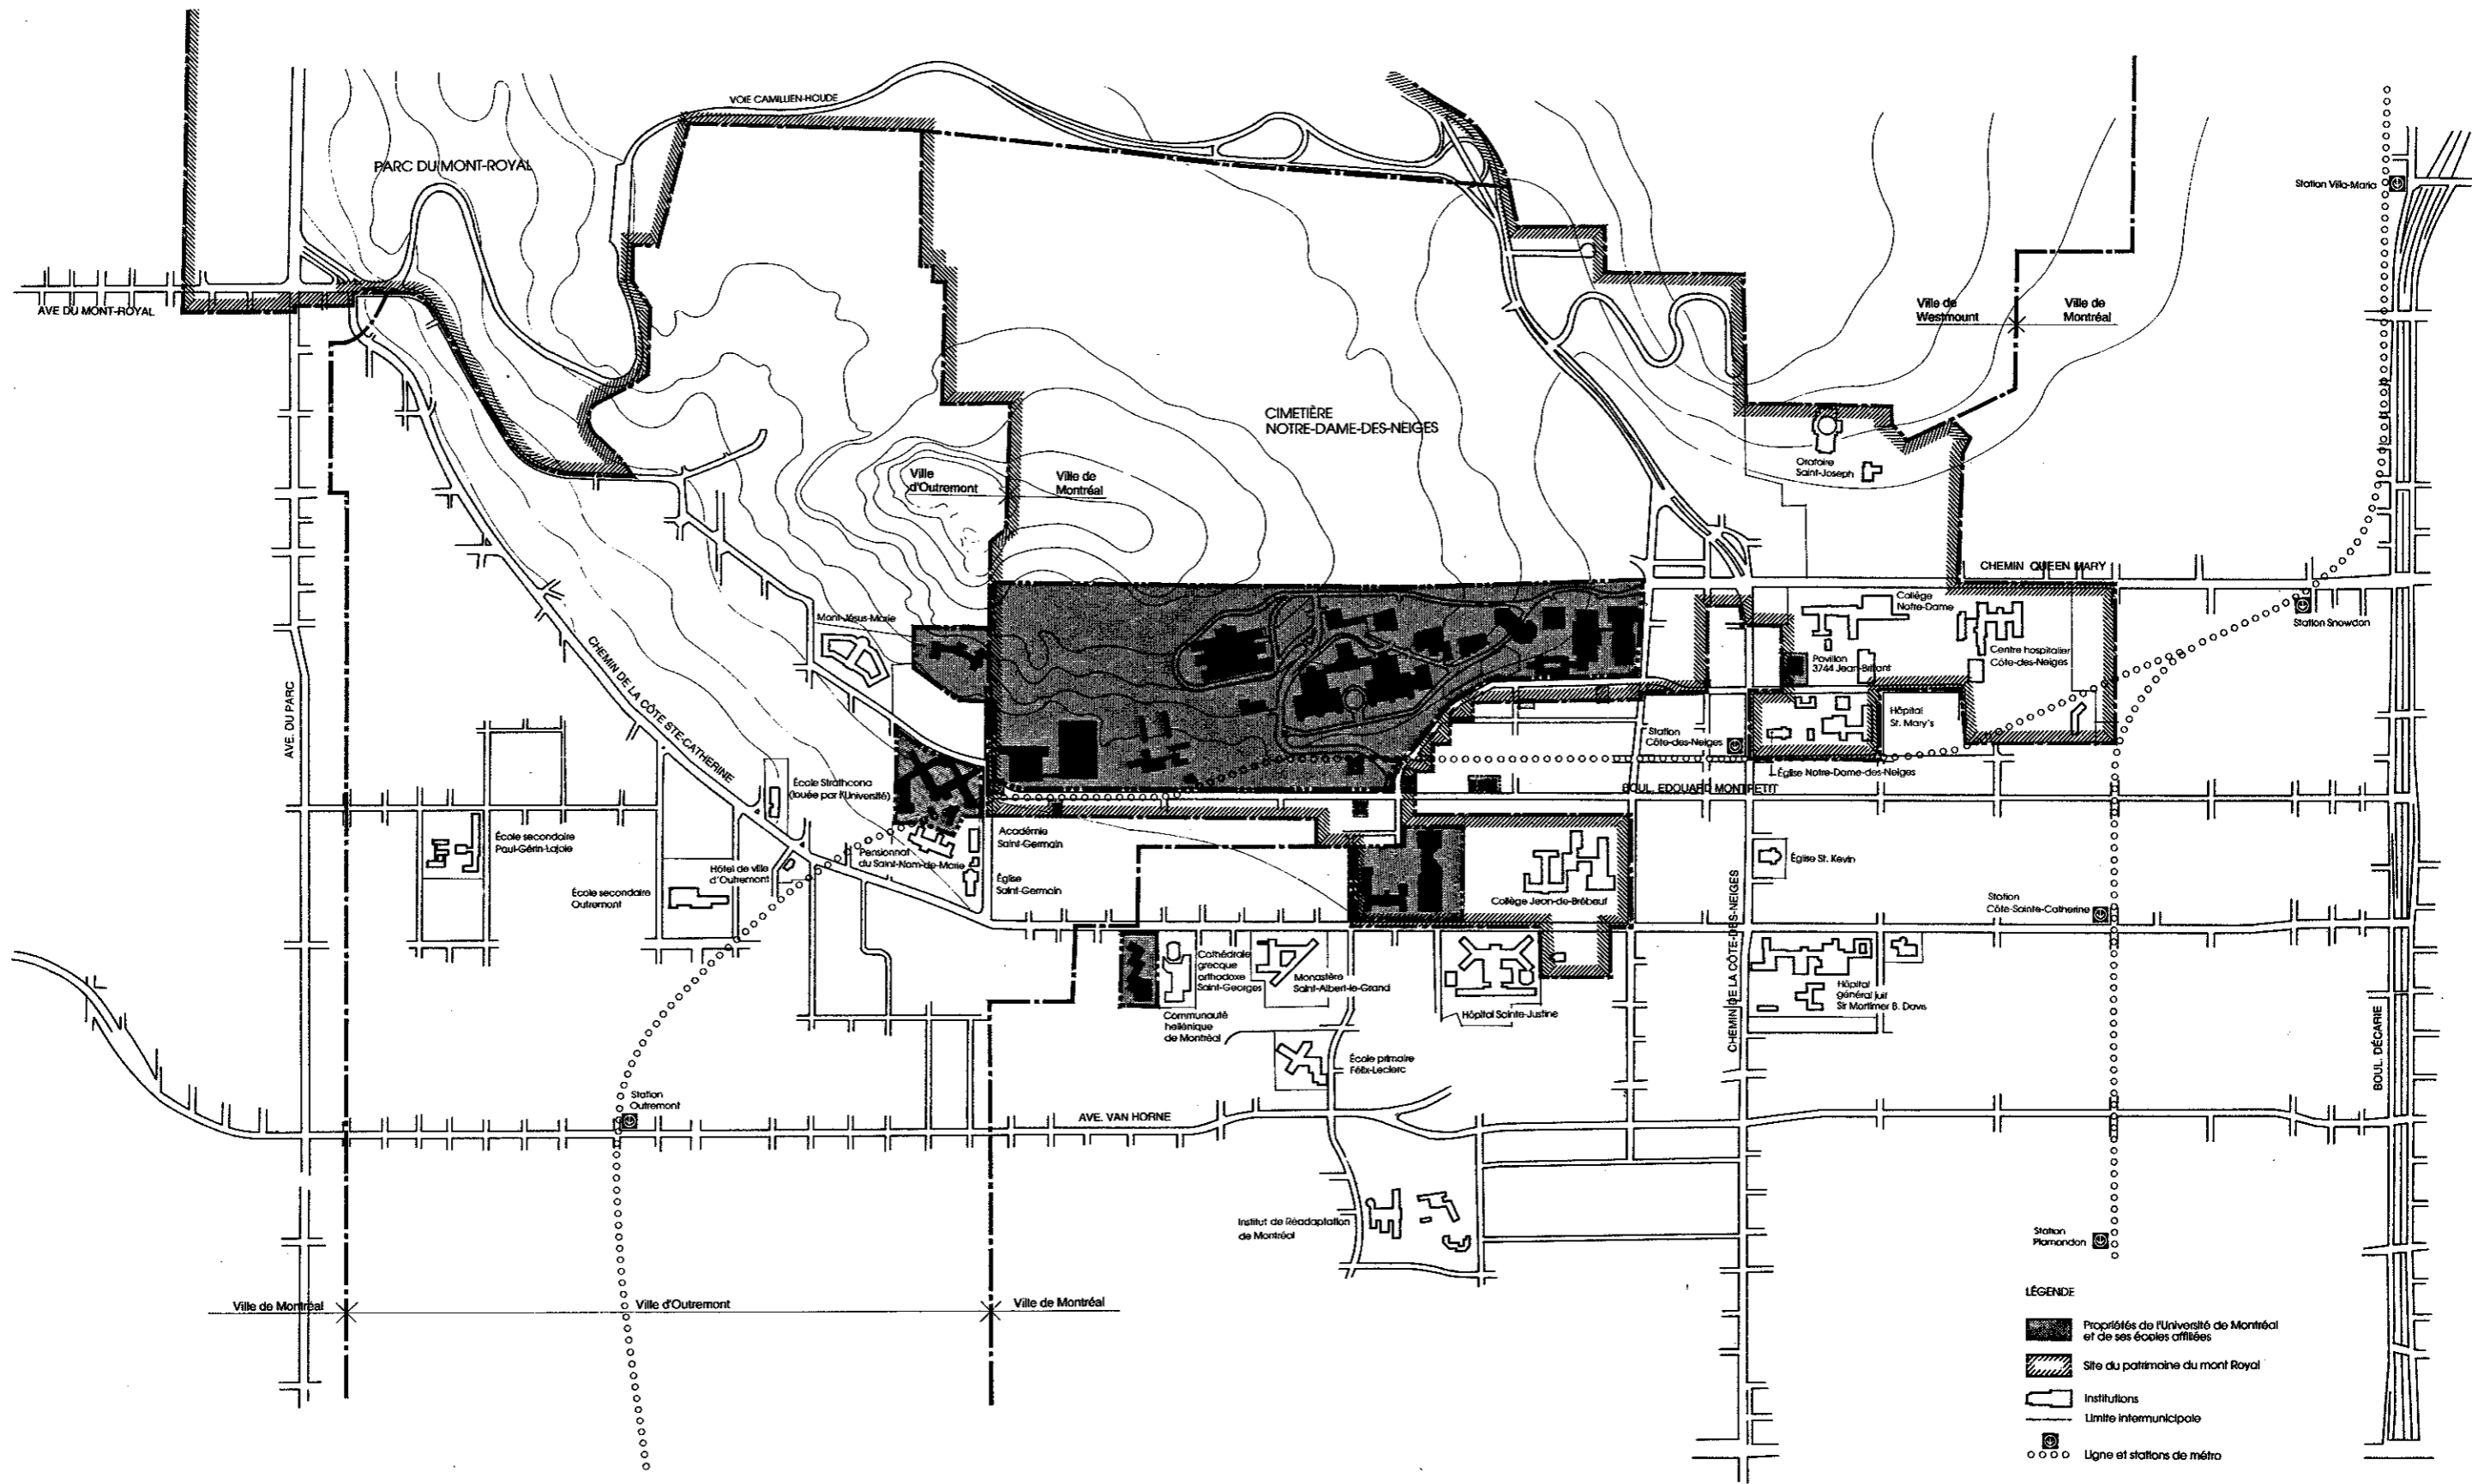 VOIE CAMILLIEN-HOUDE
PARC DU MONT-ROYAL
Station Villa-Maria
AVE DU MONT-ROYAL
Ville de
Westmount
Ville de
Montréal
CIMETIÈRE
NOTRE-DAME-DES-NEIGES
Oratoire
Saint-Joseph
Ville
d'Outremont
Ville de
Montréal
CHEMIN QUEEN MARY
Collège
Notre-Dame
Station Snowdon
Mont-Jésus-Marie
Centre hospitalier
Côte-des-Neiges
Pavillon
3744 Jean-Brillant
CHEMIN DE LA CÔTE STE-CATHERINE
AVE. DU PARC
Hôpital
St. Mary's
Station
Côte-des-Neiges
Église Notre-Dame-des-Neiges
École Strathcona
(louée par l'Université)
BOUL. EDOUARD MONTPETIT
École secondaire
Paul-Gérin-Lajoie
Académie
Saint-Germain
Pensionnat
du Saint-Nom-de-Marie
Hôtel de ville
d'Outremont
Église St. Kevin
École secondaire
Outremont
Église
Saint-Germain
Collège Jean-de-Brébeuf
Station
Côte-Sainte-Catherine
CHEMIN DE LA CÔTE-DES-NEIGES
Cathédrale
grecque
orthodoxe
Saint-Georges
Monastère
Saint-Albert-le-Grand
Hôpital
général juif
Sir Mortimer B. Davis
Communauté
hellénique
de Montréal
Hôpital Sainte-Justine
BOUL. DÉCARIE
École primaire
Félix-Leclerc
Station
Outremont
AVE. VAN HORNE
Institut de Réadaptation
de Montréal
Station
Plamondon
Ville de Montréal
Ville d'Outremont
Ville de Montréal
LÉGENDE
Propriétés de l'Université de Montréal
et de ses écoles affiliées
Site du patrimoine du mont Royal
Institutions
Limite intermunicipale
Ligne et stations de métro